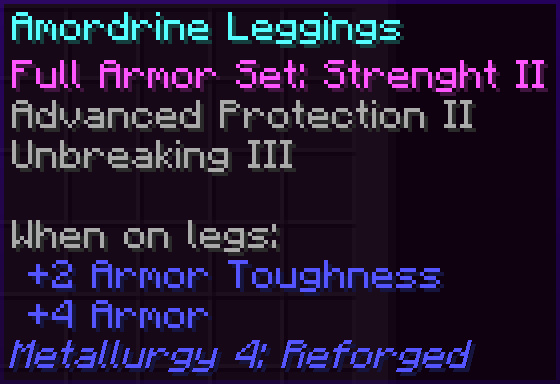 Amordrine Leggings
Full Armor Set: Strenght II
Advanced Protection II
Unbreaking III
When on legs:
+2 Armor Toughness
+4 Armor
Metallurgy 4: Reforged